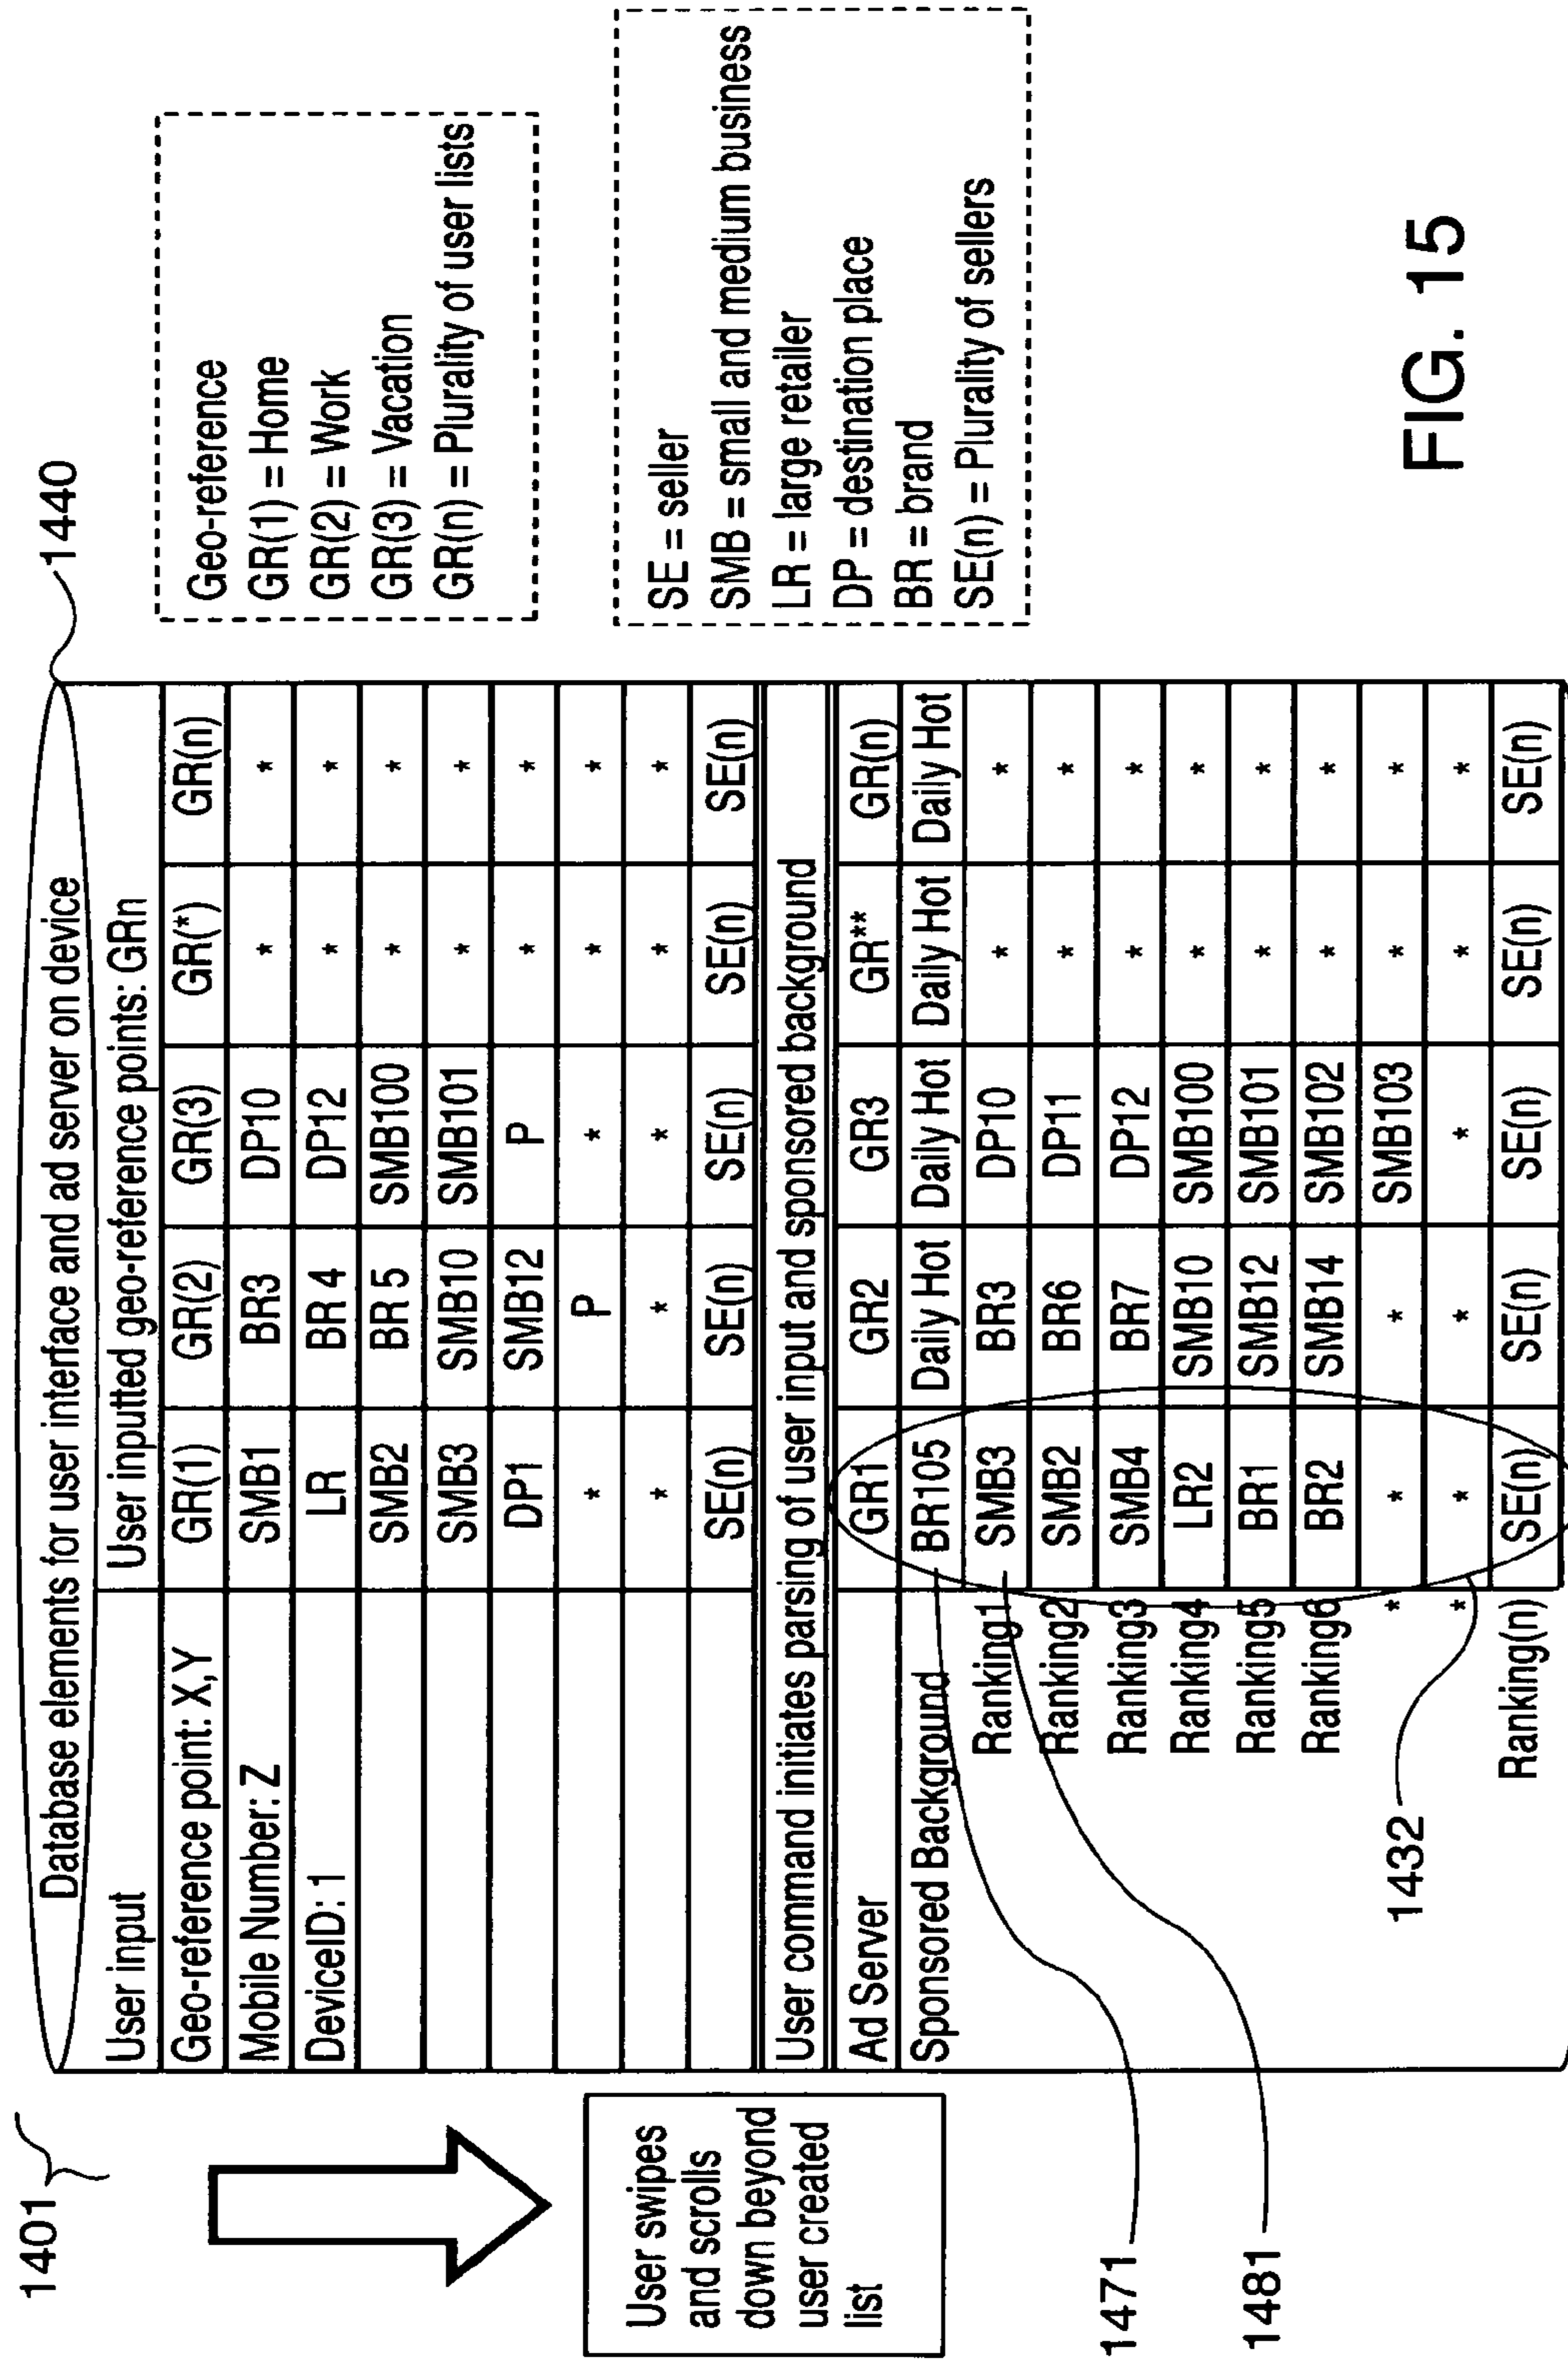 1401
1440
Database elements for user interface and ad server on device
User input User inputted geo-reference points: GRn
Geo-reference point: X,Y GR(1) GR(2) GR(3) GR(*) GR(n)
Mobile Number: Z SMB1 BR3 DP10 * *
DeviceID: 1 LR BR 4 DP12 * *
SMB2 BR 5 SMB100 * *
SMB3 SMB10 SMB101 * *
DP1 SMB12 P * *
* P * * *
* * * * *
SE(n) SE(n) SE(n) SE(n) SE(n)
User command initiates parsing of user input and sponsored background
Ad Server GR1 GR2 GR3 GR** GR(n)
Sponsored Background BR105 Daily Hot Daily Hot Daily Hot Daily Hot
Ranking1 SMB3 BR3 DP10 * *
Ranking2 SMB2 BR6 DP11 * *
Ranking3 SMB4 BR7 DP12 * *
Ranking4 LR2 SMB10 SMB100 * *
Ranking5 BR1 SMB12 SMB101 * *
Ranking6 BR2 SMB14 SMB102 * *
* * * SMB103 * *
* * * * * *
Ranking(n) SE(n) SE(n) SE(n) SE(n) SE(n)
User swipes
and scrolls
down beyond
user created
list
1471
1481
1432
Geo-reference
GR(1) = Home
GR(2) = Work
GR(3) = Vacation
GR(n) = Plurality of user lists
SE = seller
SMB = small and medium business
LR = large retailer
DP = destination place
BR = brand
SE(n) = Plurality of sellers
FIG. 15